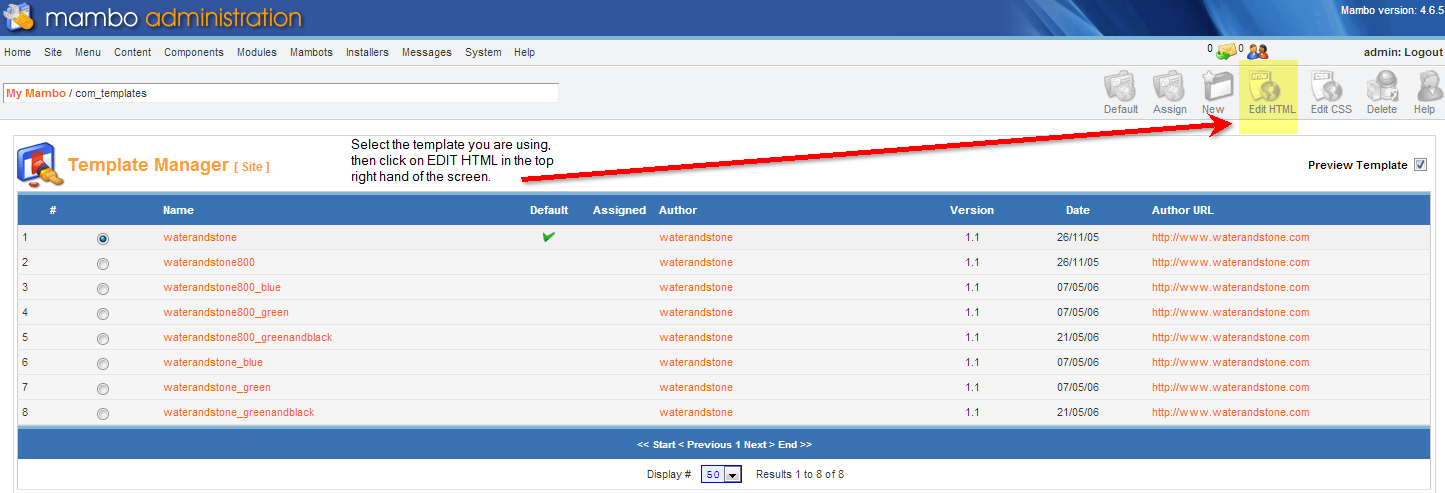 mambo administration
Mambo version: 4.6.5
Home Site Menu Content Components Modules Mambots Installers Messages System Help
0 0 admin: Logout
My Mambo / com_templates
Default Assign New Edit HTML Edit CSS Delete Help
Select the template you are using,
then click on EDIT HTML in the top
right hand of the screen.
Template Manager [ Site ]
Preview Template
# Name Default Assigned Author Version Date Author URL
1 waterandstone waterandstone 1.1 26/11/05 http://www.waterandstone.com
2 waterandstone800 waterandstone 1.1 26/11/05 http://www.waterandstone.com
3 waterandstone800_blue waterandstone 1.1 07/05/06 http://www.waterandstone.com
4 waterandstone800_green waterandstone 1.1 07/05/06 http://www.waterandstone.com
5 waterandstone800_greenandblack waterandstone 1.1 21/05/06 http://www.waterandstone.com
6 waterandstone_blue waterandstone 1.1 07/05/06 http://www.waterandstone.com
7 waterandstone_green waterandstone 1.1 07/05/06 http://www.waterandstone.com
8 waterandstone_greenandblack waterandstone 1.1 21/05/06 http://www.waterandstone.com
<< Start < Previous 1 Next > End >>
Display # 50 Results 1 to 8 of 8